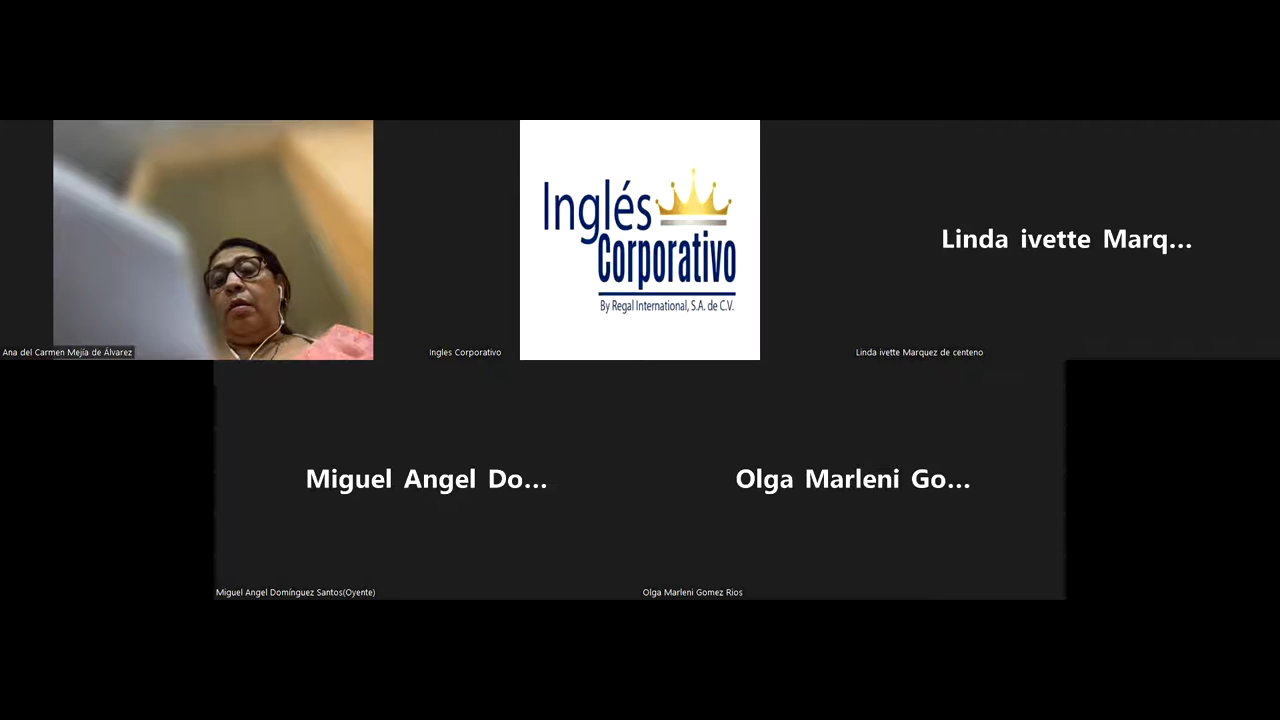 Inglés
Corporativo
By Regal International, S.A. de C.V.
Linda ivette Marq...
Ana del Carmen Mejía de Álvarez
Ingles Corporativo
Linda ivette Marquez de centeno
Miguel Angel Do...
Olga Marleni Go...
Miguel Angel Domínguez Santos(Oyente)
Olga Marleni Gomez Rios